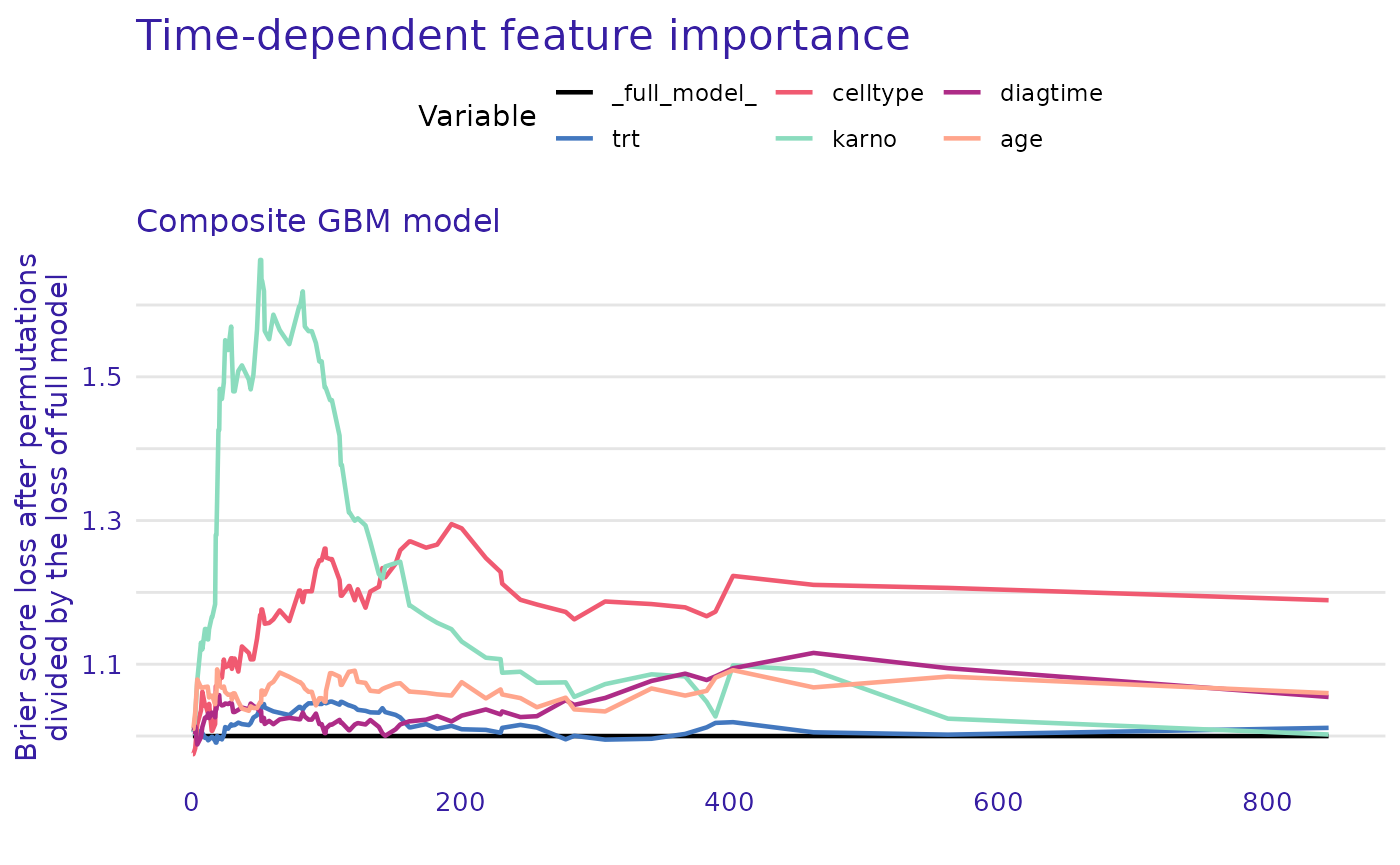 Time-dependent feature importance
Variable
_full_model_ celltype diagtime
trt karno age
Composite GBM model
Brier score loss after permutations
divided by the loss of full model
1.5
1.3
1.1
0 200 400 600 800